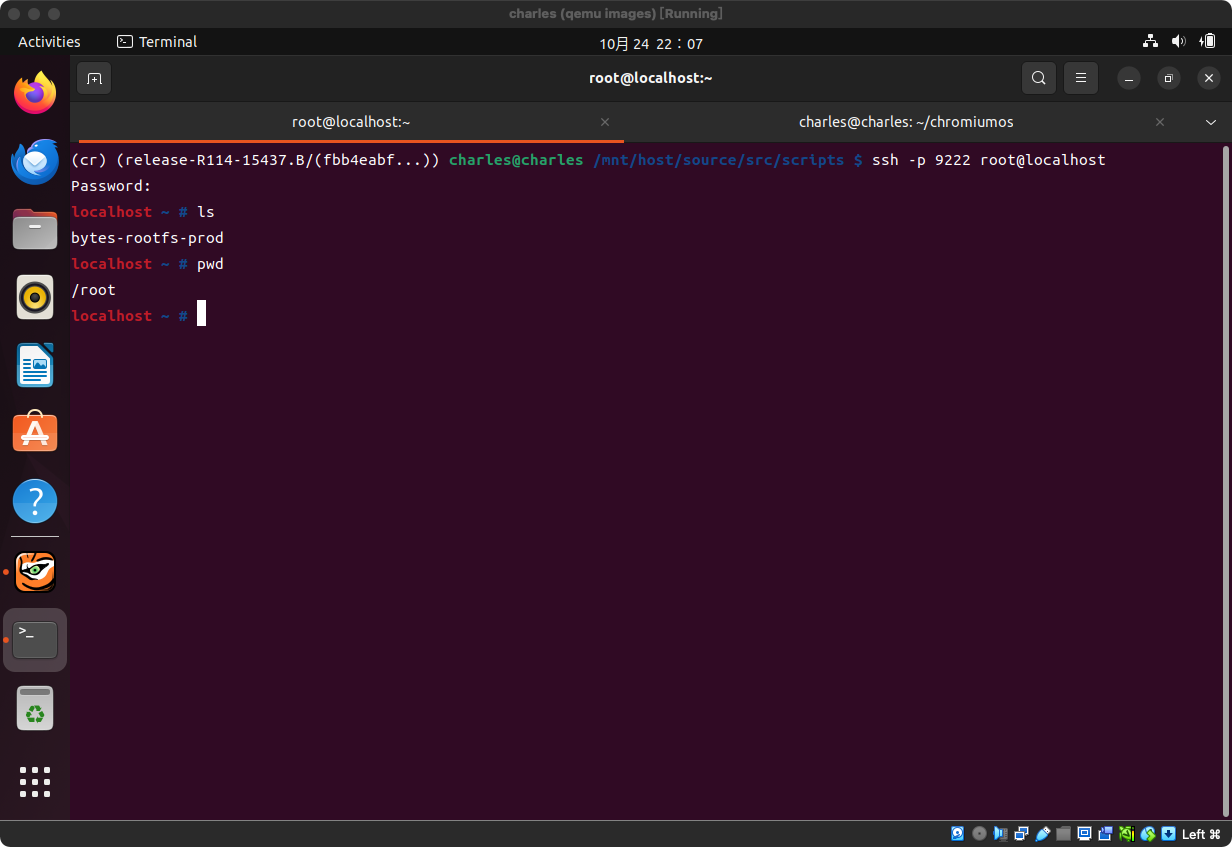 charles (qemu images) [Running]
Activities
Terminal
10月 24 22：07
root@localhost:~
root@localhost:~
charles@charles: ~/chromiumos
(cr) (release-R114-15437.B/(fbb4eabf...)) charles@charles /mnt/host/source/src/scripts $ ssh -p 9222 root@localhost
Password:
localhost ~ # ls
bytes-rootfs-prod
localhost ~ # pwd
/root
localhost ~ #
Left ⌘